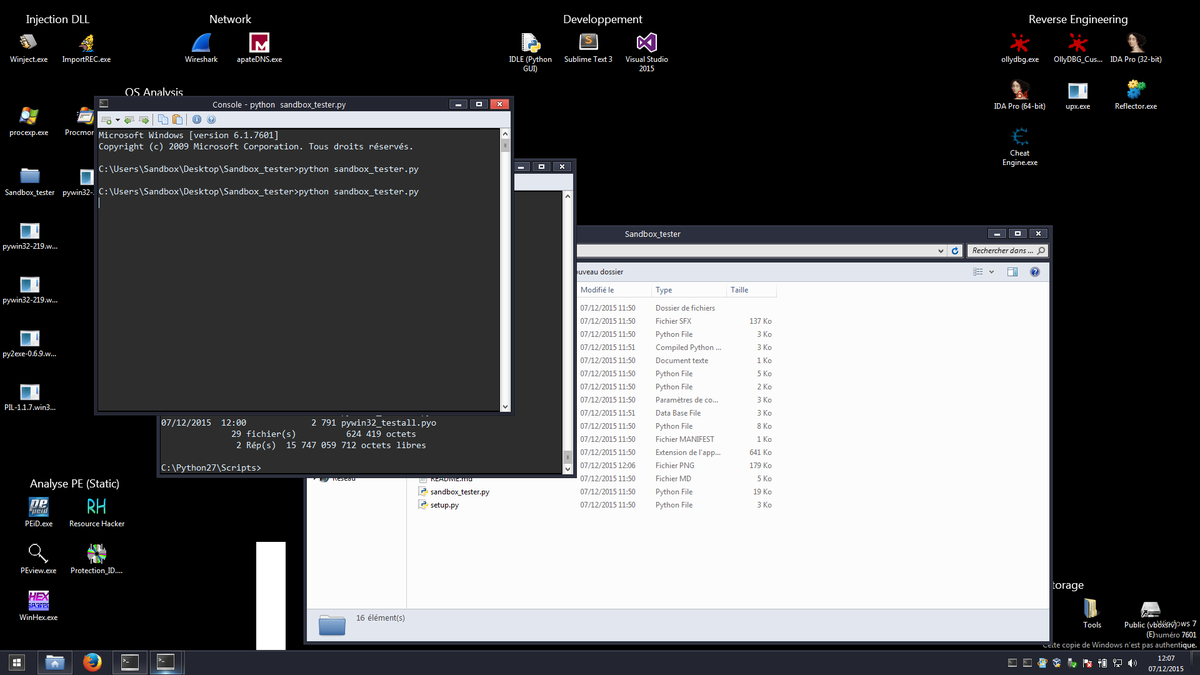 Injection DLL
Network
Developpement
Reverse Engineering
Winject.exe
ImportREC.exe
Wireshark
apateDNS.exe
IDLE (Python GUI)
Sublime Text 3
Visual Studio 2015
ollydbg.exe
OllyDBG_Cus...
IDA Pro (32-bit)
OS Analysis
IDA Pro (64-bit)
upx.exe
Reflector.exe
procexp.exe
Procmon
Cheat Engine.exe
Sandbox_tester
pywin32-
pywin32-219.w...
pywin32-219.w...
py2exe-0.6.9.w...
PIL-1.1.7.win3...
Console - python sandbox_tester.py
Microsoft Windows [version 6.1.7601]
Copyright (c) 2009 Microsoft Corporation. Tous droits réservés.
C:\Users\Sandbox\Desktop\Sandbox_tester>python sandbox_tester.py
C:\Users\Sandbox\Desktop\Sandbox_tester>python sandbox_tester.py
07/12/2015 12:00 2 791 pywin32_testall.pyo
29 fichier(s) 624 419 octets
2 Rép(s) 15 747 059 712 octets libres
C:\Python27\Scripts>
Sandbox_tester
Rechercher dans ...
ouveau dossier
Modifié le Type Taille
07/12/2015 11:50 Dossier de fichiers
07/12/2015 11:50 Fichier SFX 137 Ko
07/12/2015 11:50 Python File 3 Ko
07/12/2015 11:51 Compiled Python ... 3 Ko
07/12/2015 11:50 Document texte 1 Ko
07/12/2015 11:50 Python File 5 Ko
07/12/2015 11:50 Python File 2 Ko
07/12/2015 11:50 Paramètres de co... 3 Ko
07/12/2015 11:51 Data Base File 3 Ko
07/12/2015 11:50 Python File 8 Ko
07/12/2015 11:50 Fichier MANIFEST 1 Ko
07/12/2015 11:50 Extension de l'app... 641 Ko
07/12/2015 12:06 Fichier PNG 179 Ko
Réseau
README.md 07/12/2015 11:50 Fichier MD 5 Ko
sandbox_tester.py 07/12/2015 11:50 Python File 19 Ko
setup.py 07/12/2015 11:50 Python File 3 Ko
16 élément(s)
Analyse PE (Static)
PEiD.exe
Resource Hacker
PEview.exe
Protection_ID....
WinHex.exe
torage
Tools
Public (\\vboxsrv) (E:)
Windows 7
numéro 7601
Cette copie de Windows n'est pas authentique.
12:07
07/12/2015